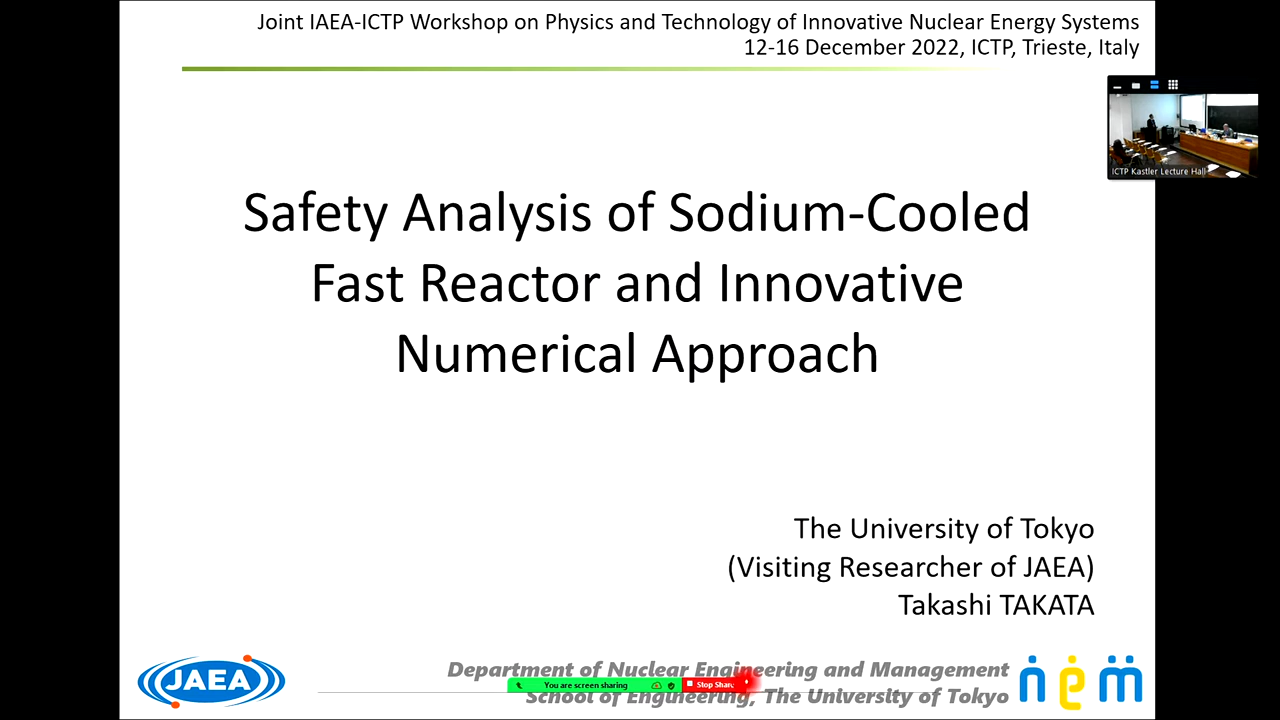 Joint IAEA-ICTP Workshop on Physics and Technology of Innovative Nuclear Energy Systems
12-16 December 2022, ICTP, Trieste, Italy
ICTP Kastler Lecture Hall
Safety Analysis of Sodium-Cooled
Fast Reactor and Innovative
Numerical Approach
The University of Tokyo
(Visiting Researcher of JAEA)
Takashi TAKATA
JAEA
Department of Nuclear Engineering and Management
You are screen sharing
Stop Share
School of Engineering, The University of Tokyo
nem